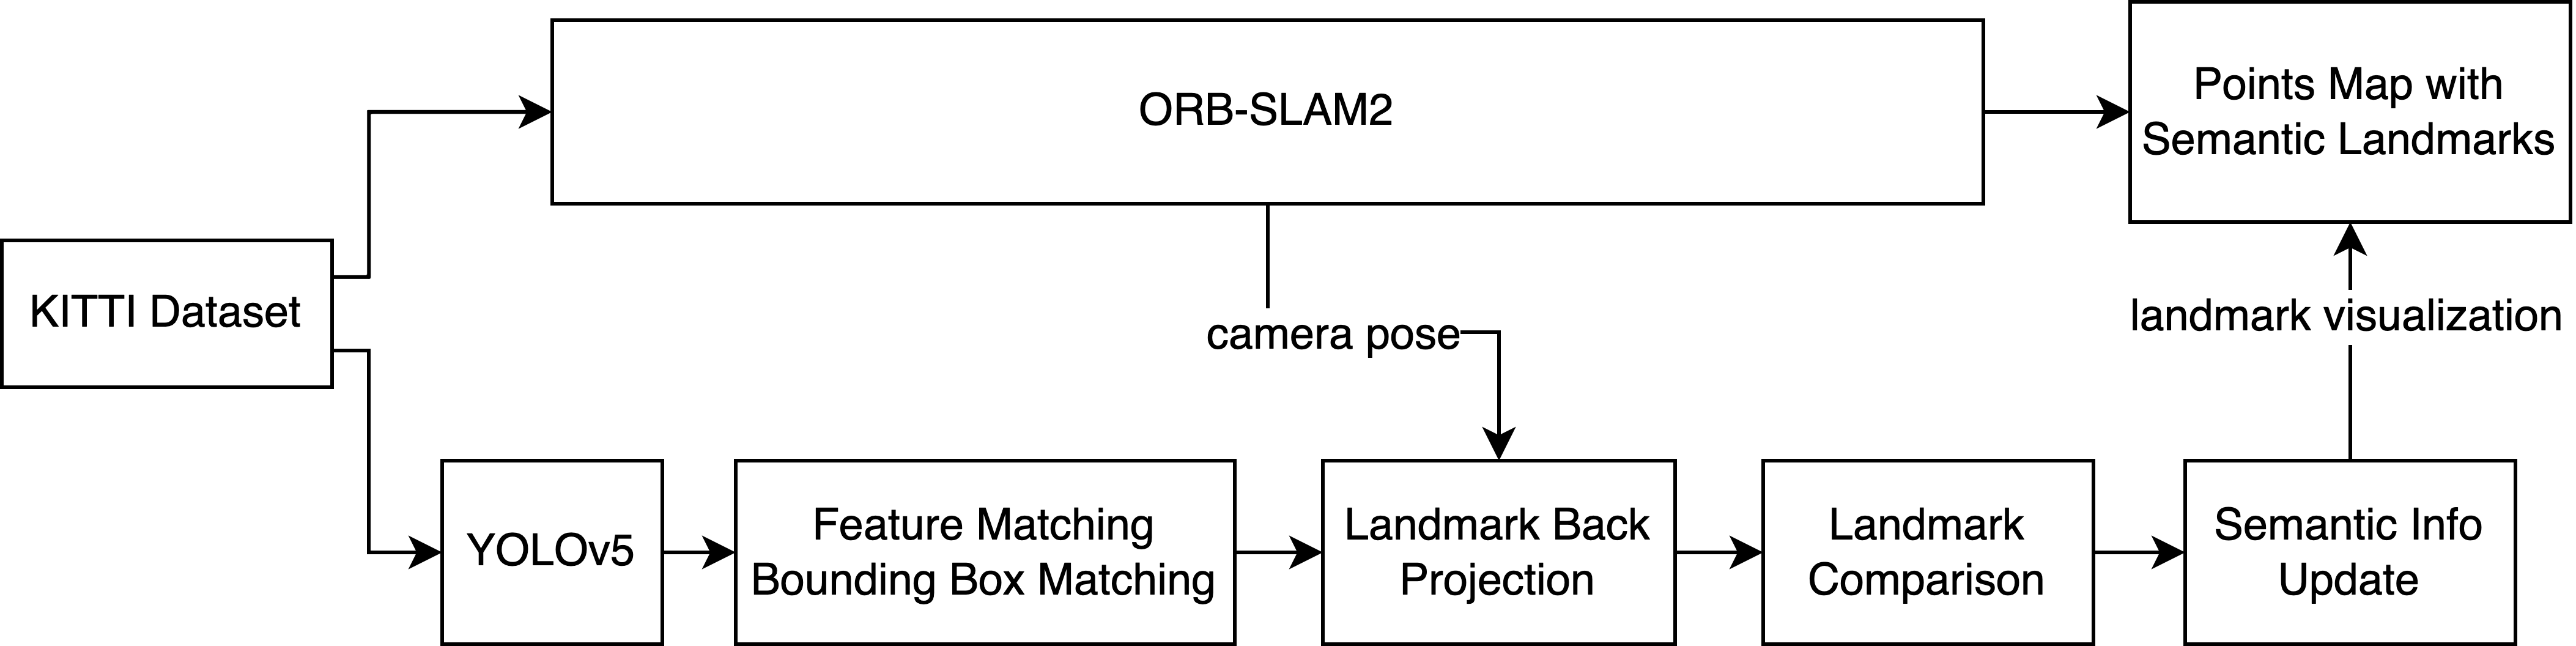 ORB-SLAM2
Points Map with
Semantic Landmarks
KITTI Dataset
camera pose
landmark visualization
YOLOv5
Feature Matching
Bounding Box Matching
Landmark Back
Projection
Landmark
Comparison
Semantic Info
Update